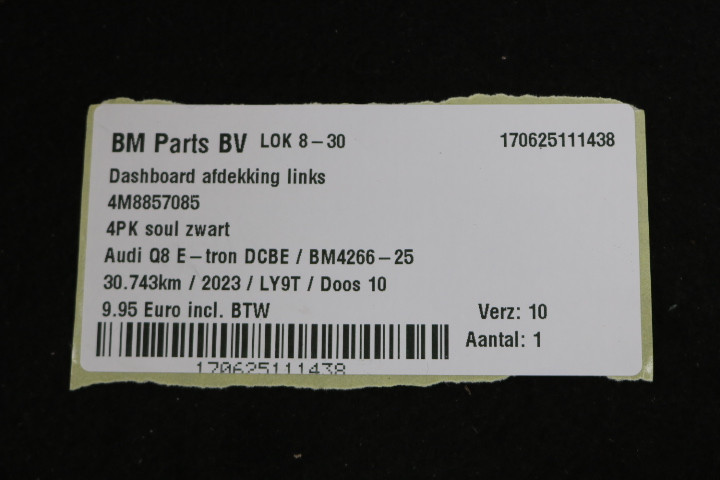 BM Parts BV LOK 8-30 170625111438
Dashboard afdekking links
4M8857085
4PK soul zwart
Audi Q8 E-tron DCBE / BM4266-25
30.743km / 2023 / LY9T / Doos 10
9.95 Euro incl. BTW Verz: 10
Aantal: 1
170625111438